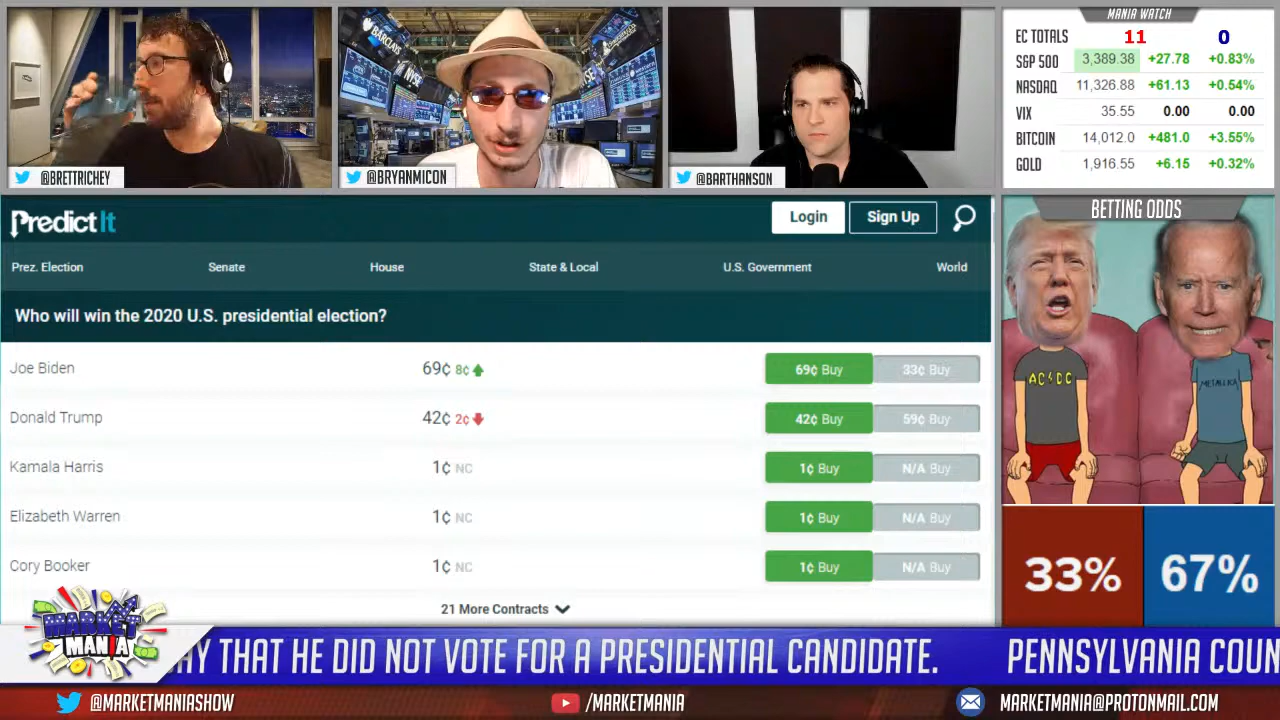 @BRETTRICKEY
BARCLAYS
NYSE
@BRYANMICON
@BARTHANSON
MANIA WATCH
EC TOTALS 11 0
S&P 500 3,389.38 +27.78 +0.83%
NASDAQ 11,326.88 +61.13 +0.54%
VIX 35.55 0.00 0.00
BITCOIN 14,012.0 +481.0 +3.55%
GOLD 1,916.55 +6.15 +0.32%
PredictIt
Login Sign Up
Prez. Election Senate House State & Local U.S. Government World
Who will win the 2020 U.S. presidential election?
Joe Biden 69¢ 8¢ 69¢ Buy 33¢ Buy
Donald Trump 42¢ 2¢ 42¢ Buy 59¢ Buy
Kamala Harris 1¢ NC 1¢ Buy N/A Buy
Elizabeth Warren 1¢ NC 1¢ Buy N/A Buy
Cory Booker 1¢ NC 1¢ Buy N/A Buy
21 More Contracts
BETTING ODDS
AC DC
METALLICA
33% 67%
MARKET
MANIA
AY THAT HE DID NOT VOTE FOR A PRESIDENTIAL CANDIDATE. PENNSYLVANIA COUN
@MARKETMANIASHOW /MARKETMANIA MARKETMANIA@PROTONMAIL.COM